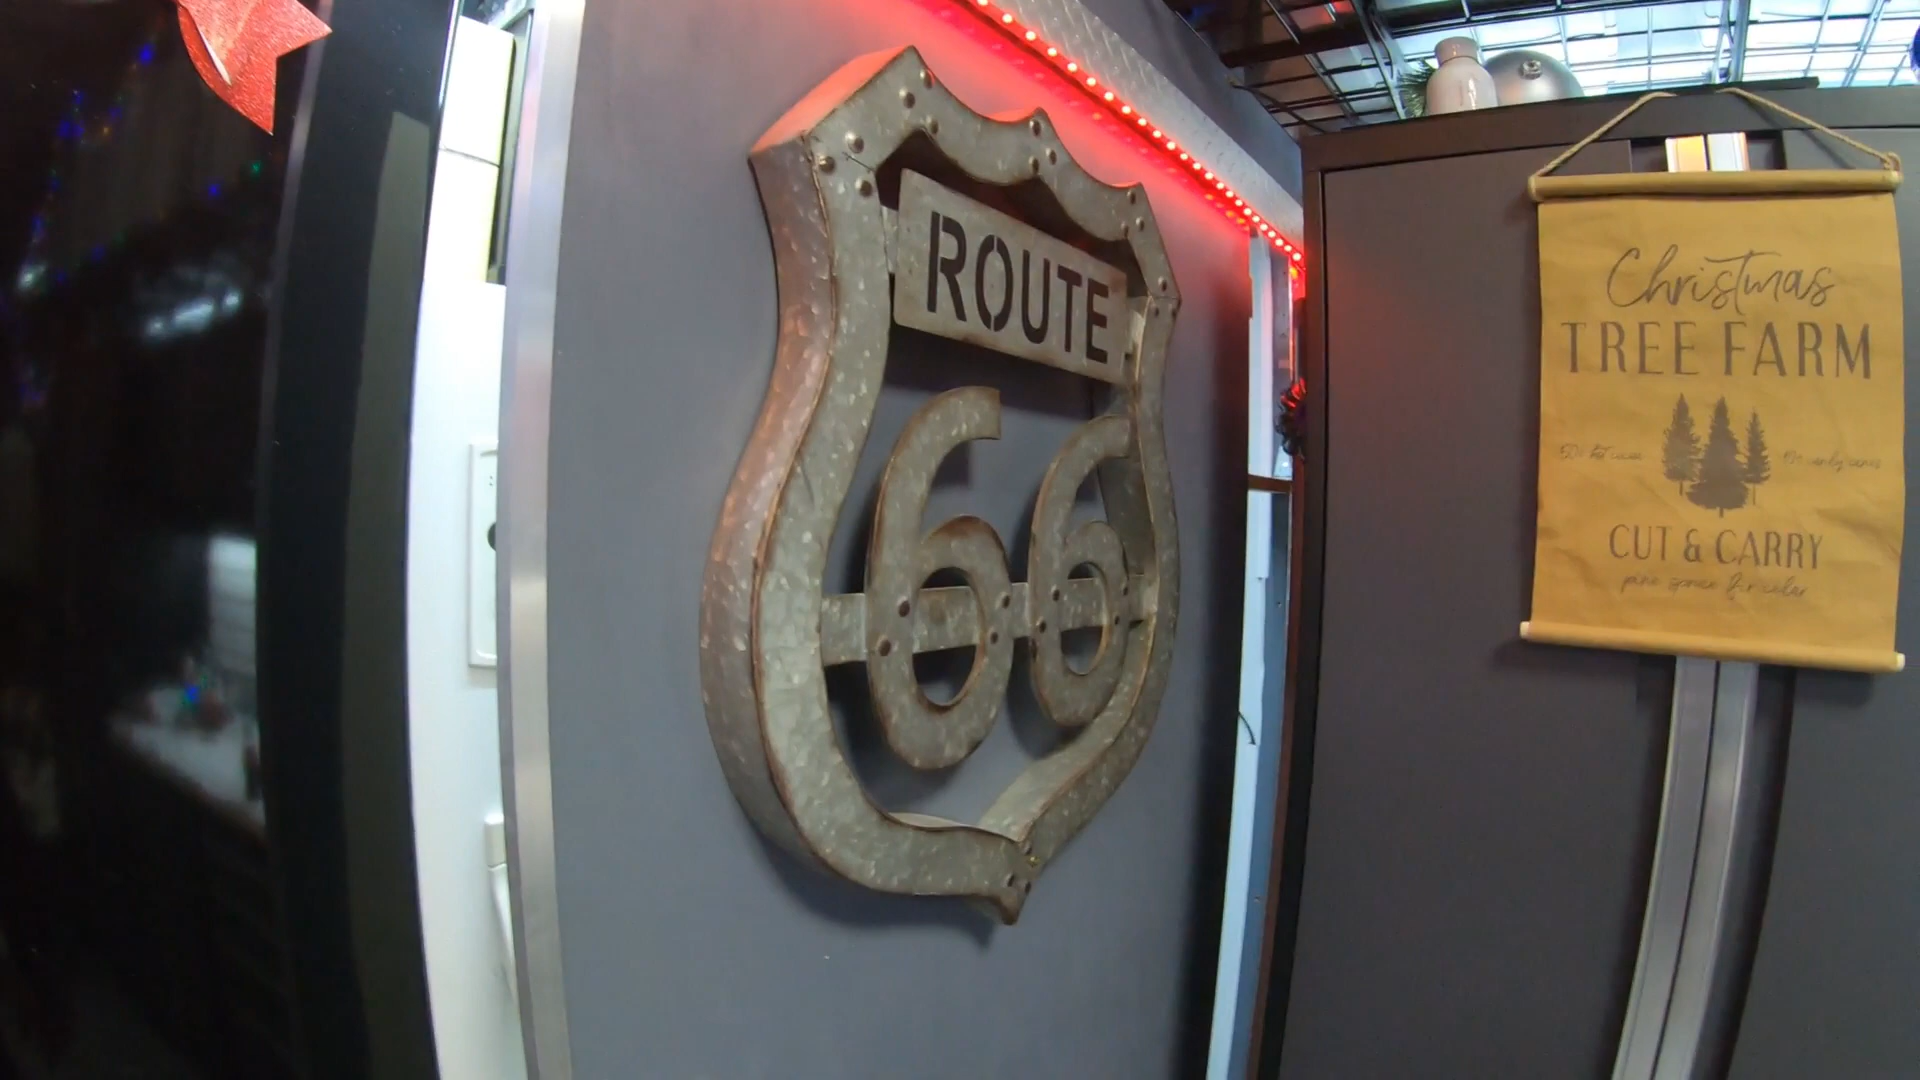 ROUTE
66
Christmas
TREE FARM
CUT & CARRY